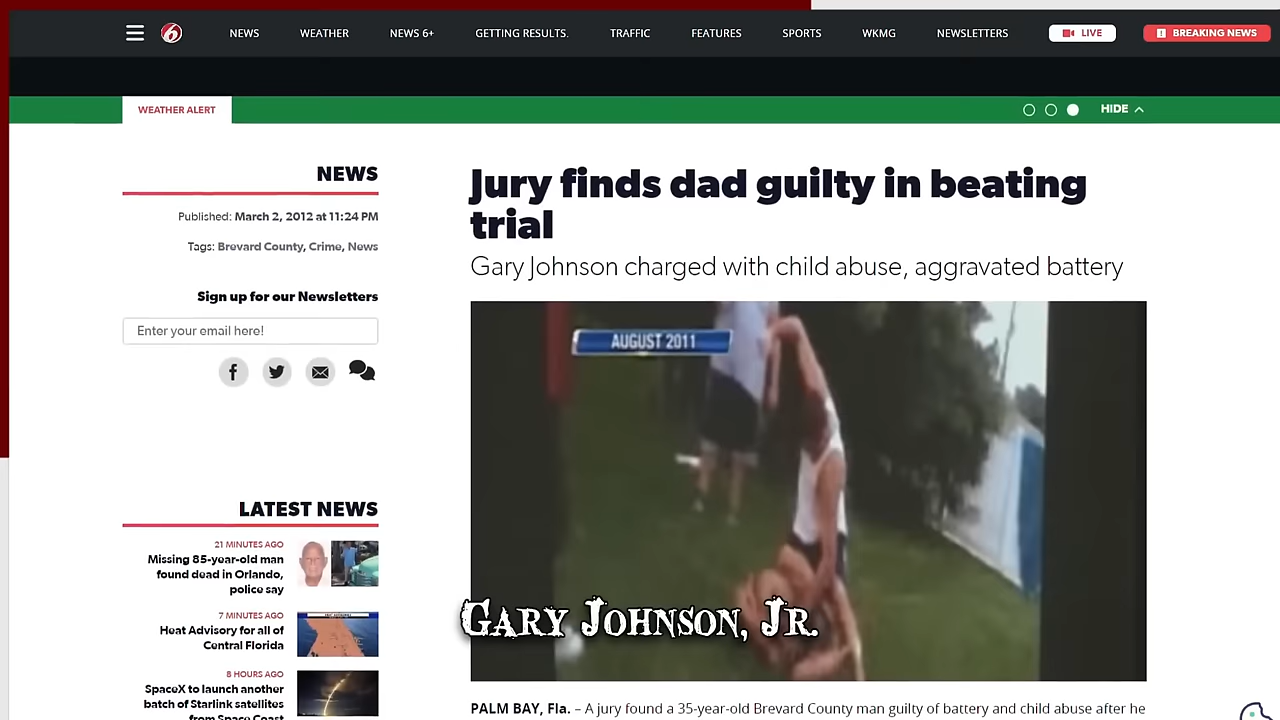 6
NEWS
WEATHER
NEWS 6+
GETTING RESULTS.
TRAFFIC
FEATURES
SPORTS
WKMG
NEWSLETTERS
LIVE
BREAKING NEWS
WEATHER ALERT
HIDE
NEWS
Published: March 2, 2012 at 11:24 PM
Tags: Brevard County, Crime, News
Sign up for our Newsletters
Enter your email here!
LATEST NEWS
21 MINUTES AGO
Missing 85-year-old man
found dead in Orlando,
police say
7 MINUTES AGO
Heat Advisory for all of
Central Florida
8 HOURS AGO
SpaceX to launch another
batch of Starlink satellites
from Space Coast
Jury finds dad guilty in beating
trial
Gary Johnson charged with child abuse, aggravated battery
AUGUST 2011
GARY JOHNSON, JR.
PALM BAY, Fla. – A jury found a 35-year-old Brevard County man guilty of battery and child abuse after he